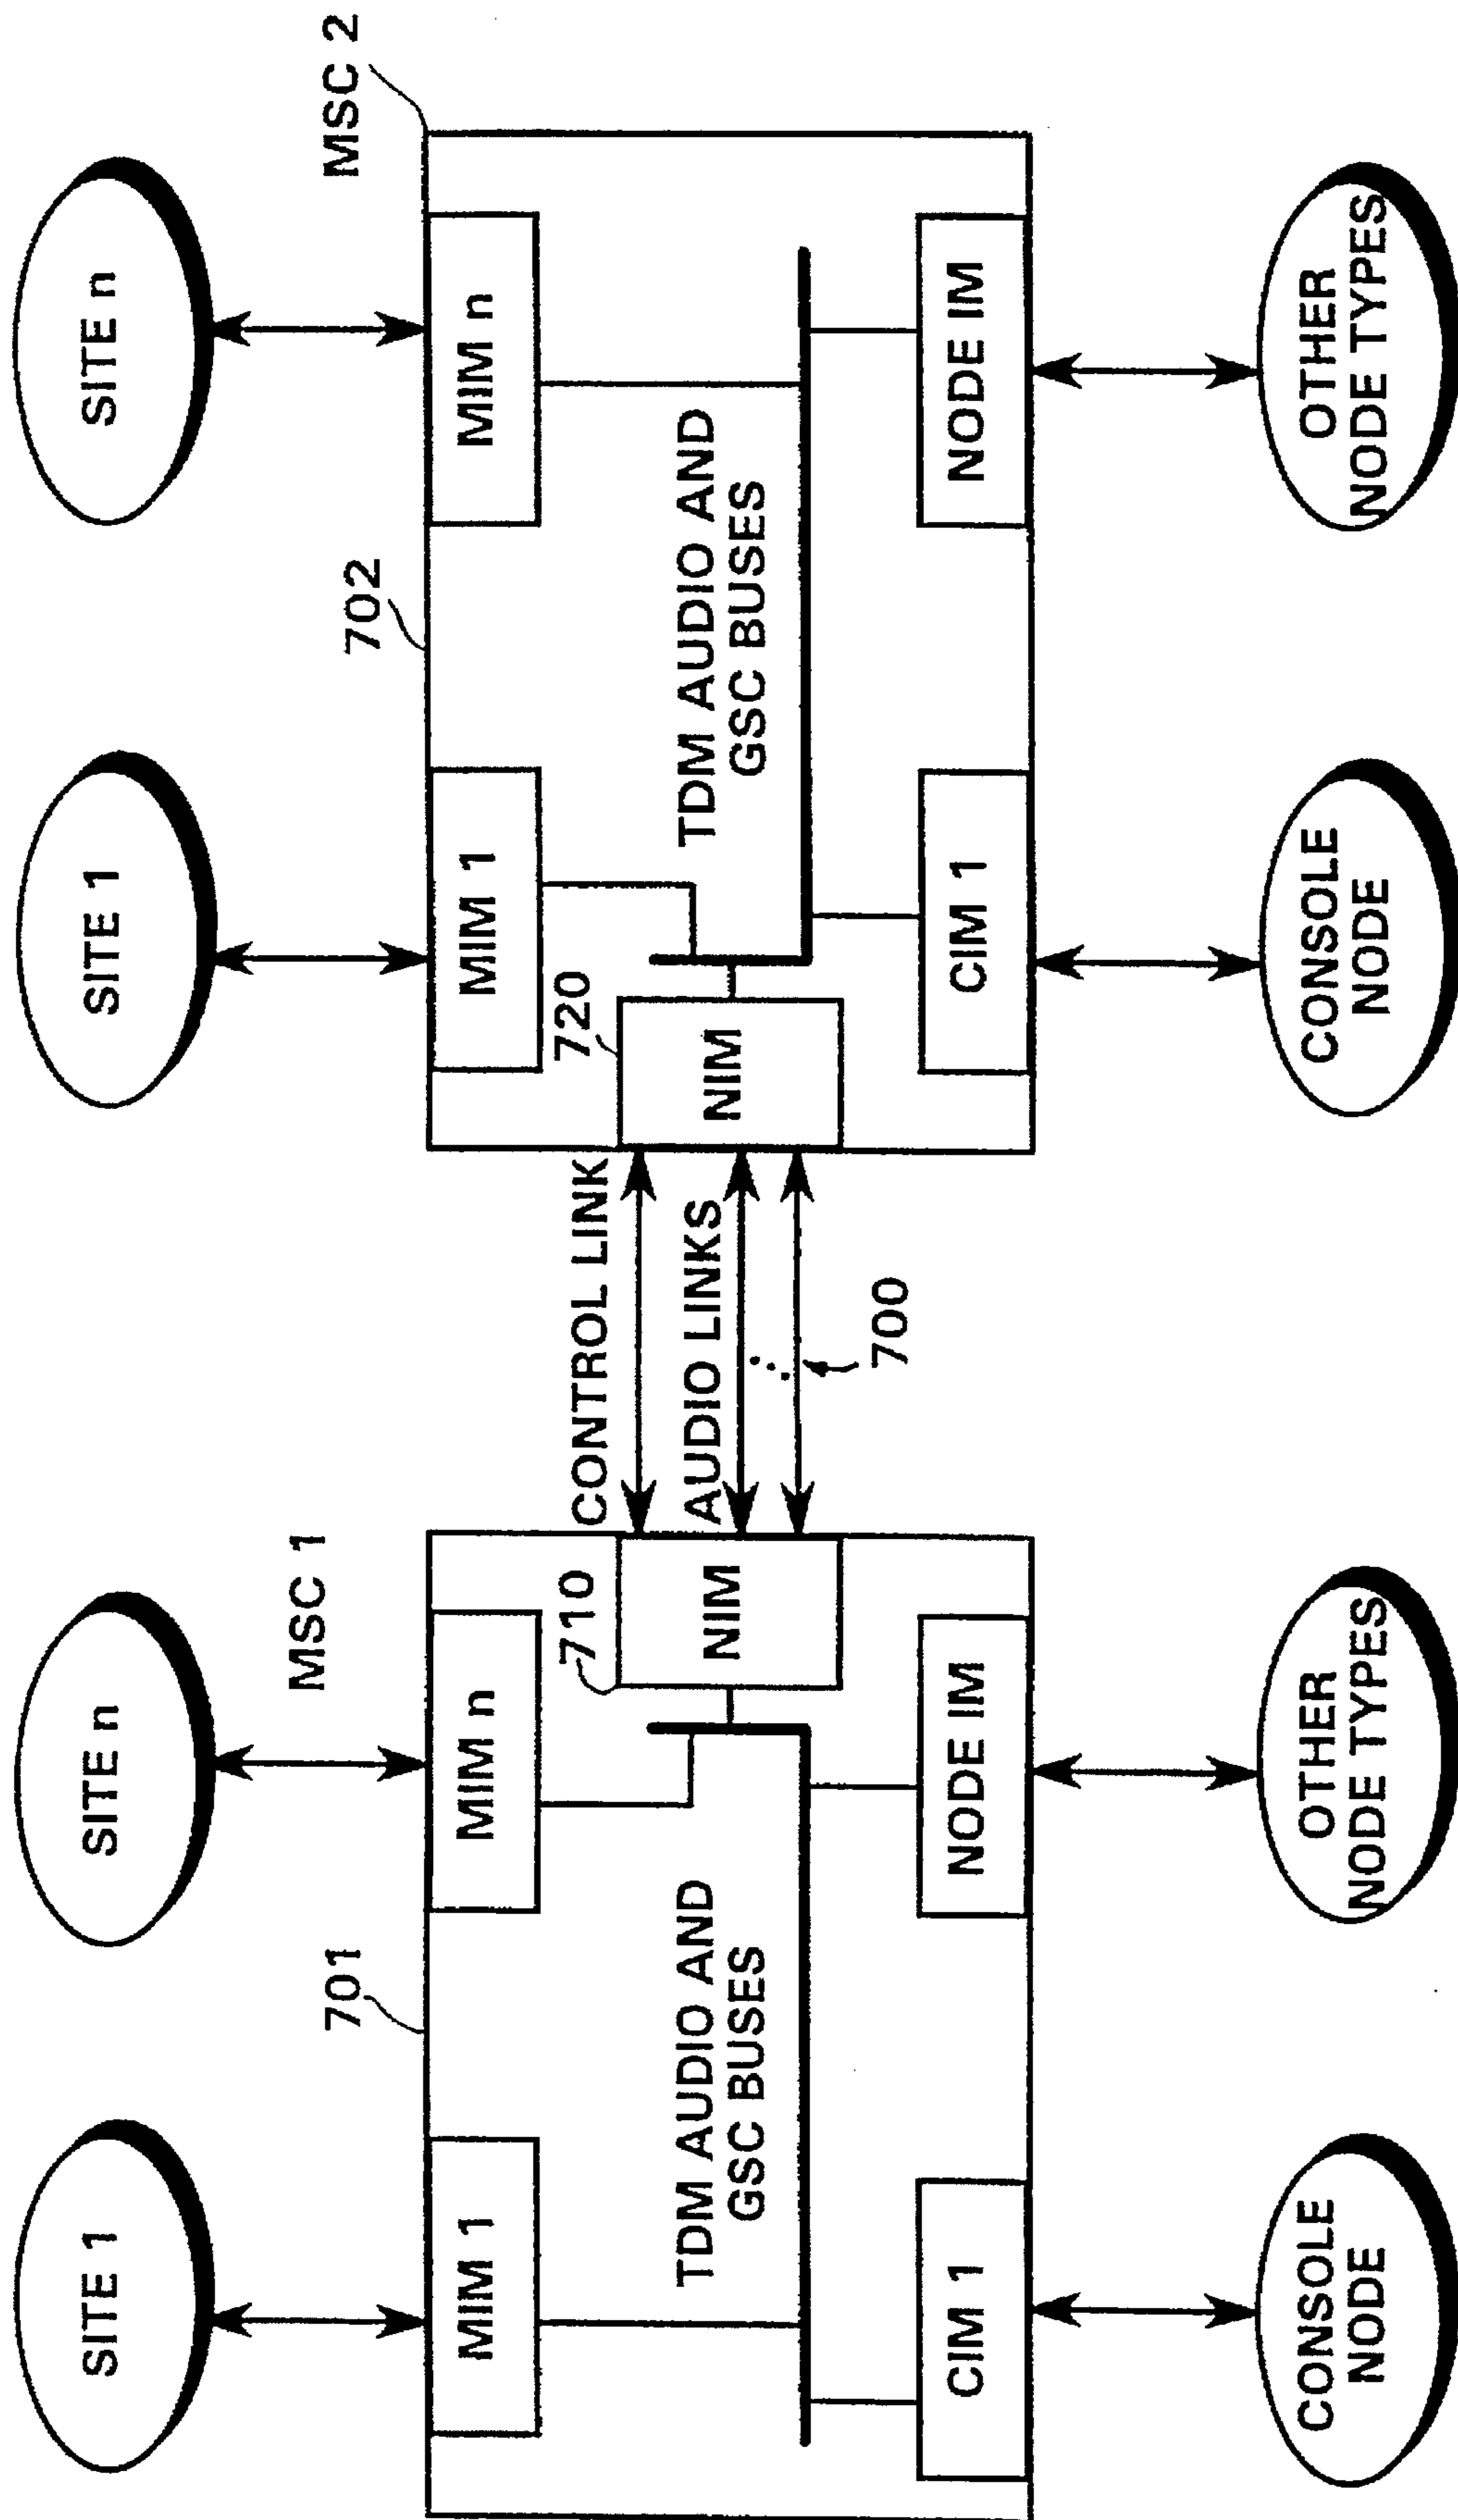 SITE 1
SITE n
SITE 1
SITE n
MSC 1
MSC 2
701
702
MIM 1
MIM n
MIM 1
MIM n
710
CONTROL LINK
720
TDM AUDIO AND
GSC BUSES
NIM
AUDIO LINKS
NIM
TDM AUDIO AND
GSC BUSES
700
CIM 1
NODE IM
CIM 1
NODE IM
CONSOLE
NODE
OTHER
NODE TYPES
CONSOLE
NODE
OTHER
NODE TYPES